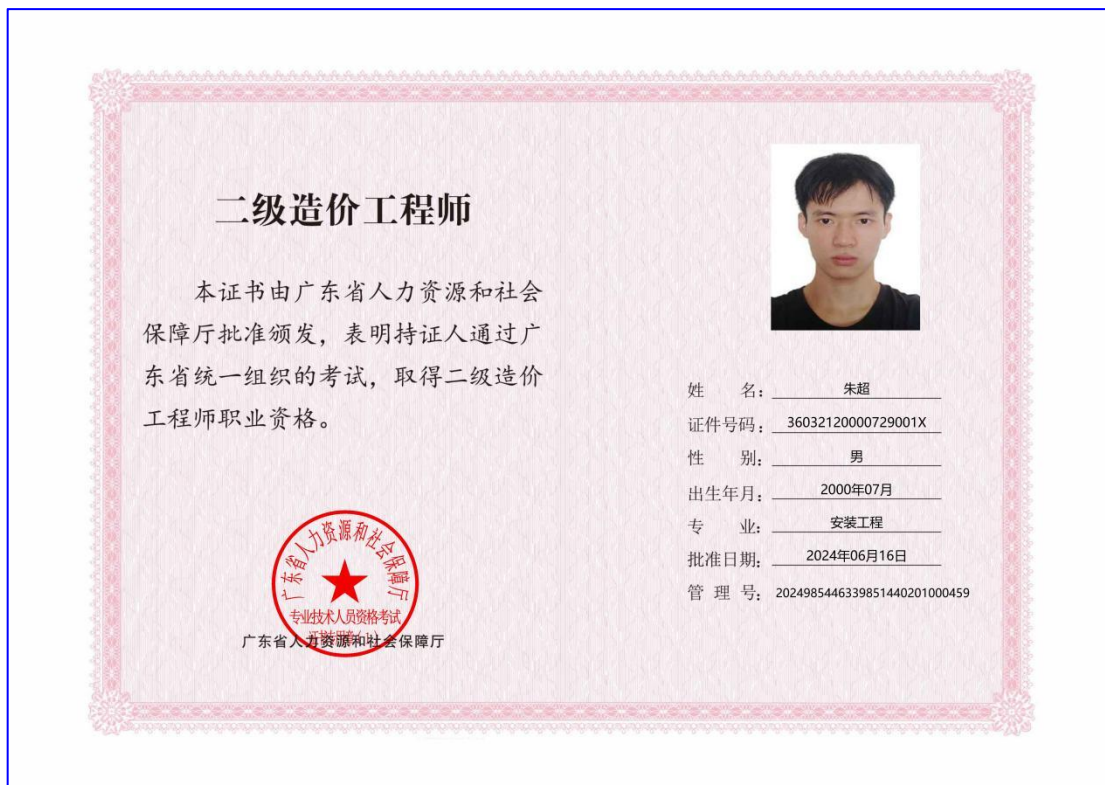 二级造价工程师
本证书由广东省人力资源和社会
保障厅批准颁发，表明持证人通过广
东省统一组织的考试，取得二级造价
工程师职业资格。
广东省人力资源和社会保障厅
专业技术人员资格考试
广东省人力资源和社会保障厅
姓 名： 朱超
证件号码： 36032120000729001X
性 别： 男
出生年月： 2000年07月
专 业： 安装工程
批准日期： 2024年06月16日
管 理 号： 2024985446339851440201000459